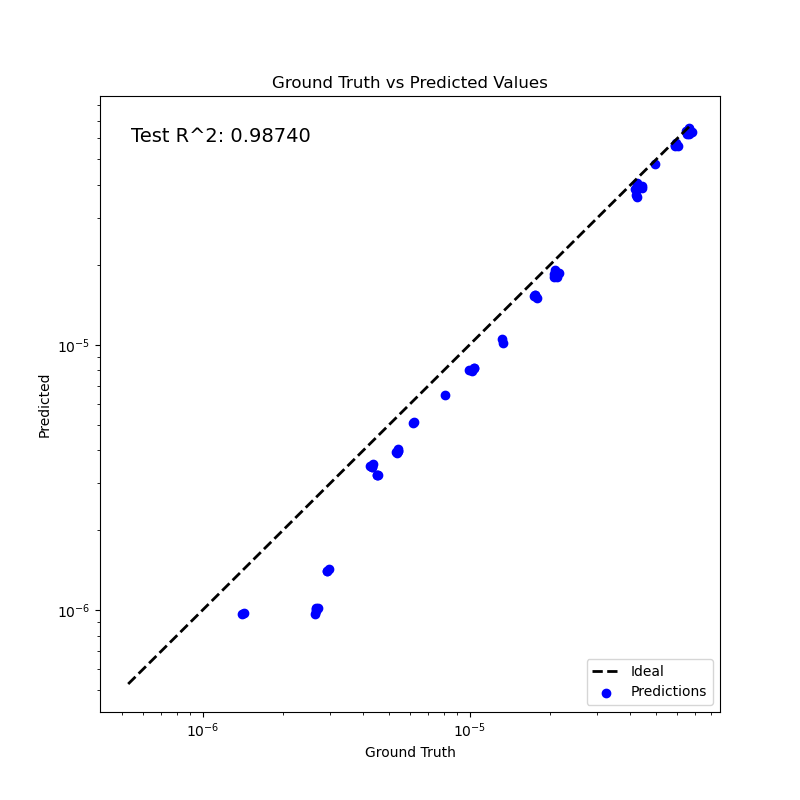 Ground Truth vs Predicted Values
Test R^2: 0.98740
Predicted
10⁻⁵
10⁻⁶
Ideal
Predictions
10⁻⁶
10⁻⁵
Ground Truth